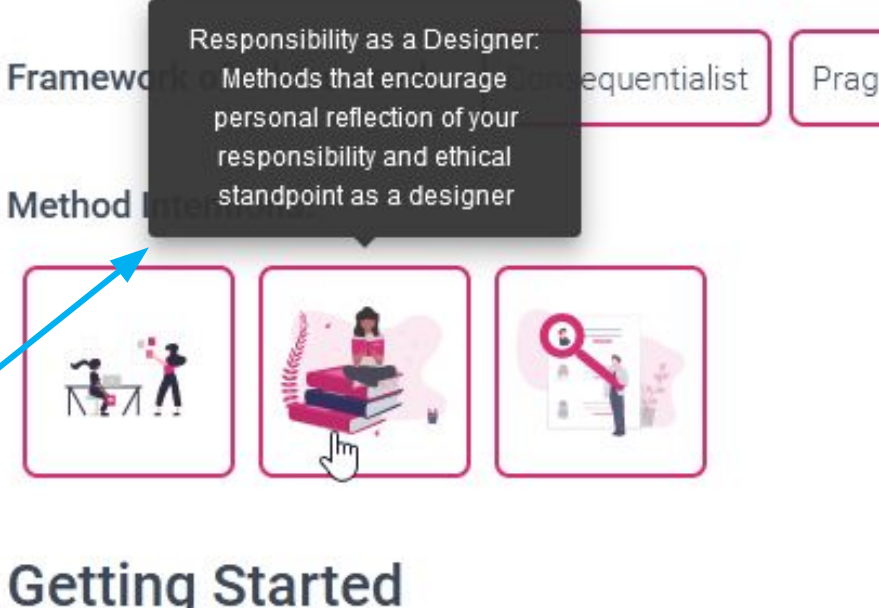 Responsibility as a Designer:
Methods that encourage
personal reflection of your
responsibility and ethical
standpoint as a designer
Framew
equentialist
Prag
Method
Getting Started